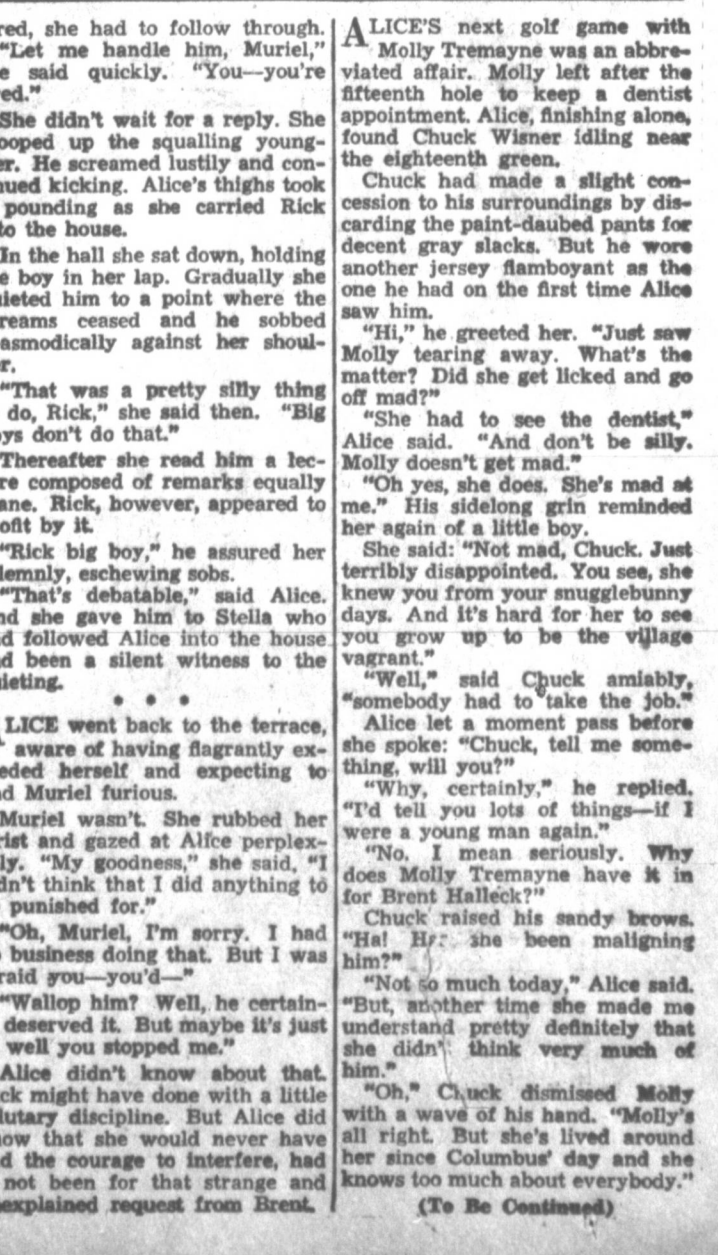 red, she had to follow through.
"Let me handle him, Muriel,"
e said quickly. "You—you're
ed."
She didn't wait for a reply. She
ooped up the squalling young-
er. He screamed lustily and con-
nued kicking. Alice's thighs took
pounding as she carried Rick
to the house.
In the hall she sat down, holding
e boy in her lap. Gradually she
uieted him to a point where the
reams ceased and he sobbed
asmodically against her shoul-
r.
"That was a pretty silly thing
do, Rick," she said then. "Big
ys don't do that."
Thereafter she read him a lec-
re composed of remarks equally
ane. Rick, however, appeared to
ofit by it.
"Rick big boy," he assured her
lemnly, eschewing sobs.
"That's debatable," said Alice.
nd she gave him to Stella who
d followed Alice into the house
d been a silent witness to the
ieting.
* * *
LICE went back to the terrace,
aware of having flagrantly ex-
eeded herself and expecting to
nd Muriel furious.
Muriel wasn't. She rubbed her
rist and gazed at Alice perplex-
ly. "My goodness," she said, "I
dn't think that I did anything to
punished for."
"Oh, Muriel, I'm sorry. I had
business doing that. But I was
raid you—you'd—"
"Wallop him? Well, he certain-
deserved it. But maybe it's just
well you stopped me."
Alice didn't know about that.
ck might have done with a little
lutary discipline. But Alice did
now that she would never have
d the courage to interfere, had
not been for that strange and
explained request from Brent.
ALICE'S next golf game with
Molly Tremayne was an abbre-
viated affair. Molly left after the
fifteenth hole to keep a dentist
appointment. Alice, finishing alone,
found Chuck Wisner idling near
the eighteenth green.
Chuck had made a slight con-
cession to his surroundings by dis-
carding the paint-daubed pants for
decent gray slacks. But he wore
another jersey flamboyant as the
one he had on the first time Alice
saw him.
"Hi," he greeted her. "Just saw
Molly tearing away. What's the
matter? Did she get licked and go
off mad?"
"She had to see the dentist,"
Alice said. "And don't be silly.
Molly doesn't get mad."
"Oh yes, she does. She's mad at
me." His sidelong grin reminded
her again of a little boy.
She said: "Not mad, Chuck. Just
terribly disappointed. You see, she
knew you from your snugglebunny
days. And it's hard for her to see
you grow up to be the village
vagrant."
"Well," said Chuck amiably,
"somebody had to take the job."
Alice let a moment pass before
she spoke: "Chuck, tell me some-
thing, will you?"
"Why, certainly," he replied.
"I'd tell you lots of things—if I
were a young man again."
"No. I mean seriously. Why
does Molly Tremayne have it in
for Brent Halleck?"
Chuck raised his sandy brows.
"Ha! Has she been maligning
him?"
"Not so much today," Alice said.
"But, another time she made me
understand pretty definitely that
she didn't think very much of
him."
"Oh," Chuck dismissed Molly
with a wave of his hand. "Molly's
all right. But she's lived around
her since Columbus' day and she
knows too much about everybody."
(To Be Continued)